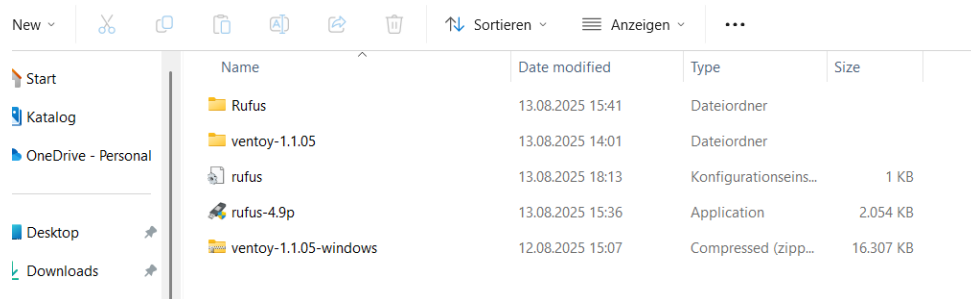 New Sortieren Anzeigen
Name Date modified Type Size
Start
Katalog
OneDrive - Personal
Desktop
Downloads
Rufus 13.08.2025 15:41 Dateiordner
ventoy-1.1.05 13.08.2025 14:01 Dateiordner
rufus 13.08.2025 18:13 Konfigurationseins... 1 KB
rufus-4.9p 13.08.2025 15:36 Application 2.054 KB
ventoy-1.1.05-windows 12.08.2025 15:07 Compressed (zipp... 16.307 KB